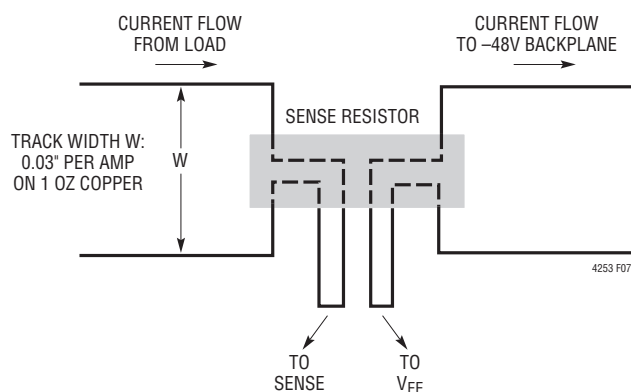 CURRENT FLOW
FROM LOAD
CURRENT FLOW
TO –48V BACKPLANE
SENSE RESISTOR
TRACK WIDTH W:
0.03" PER AMP
ON 1 OZ COPPER
W
4253 F07
TO
SENSE
TO
VEE